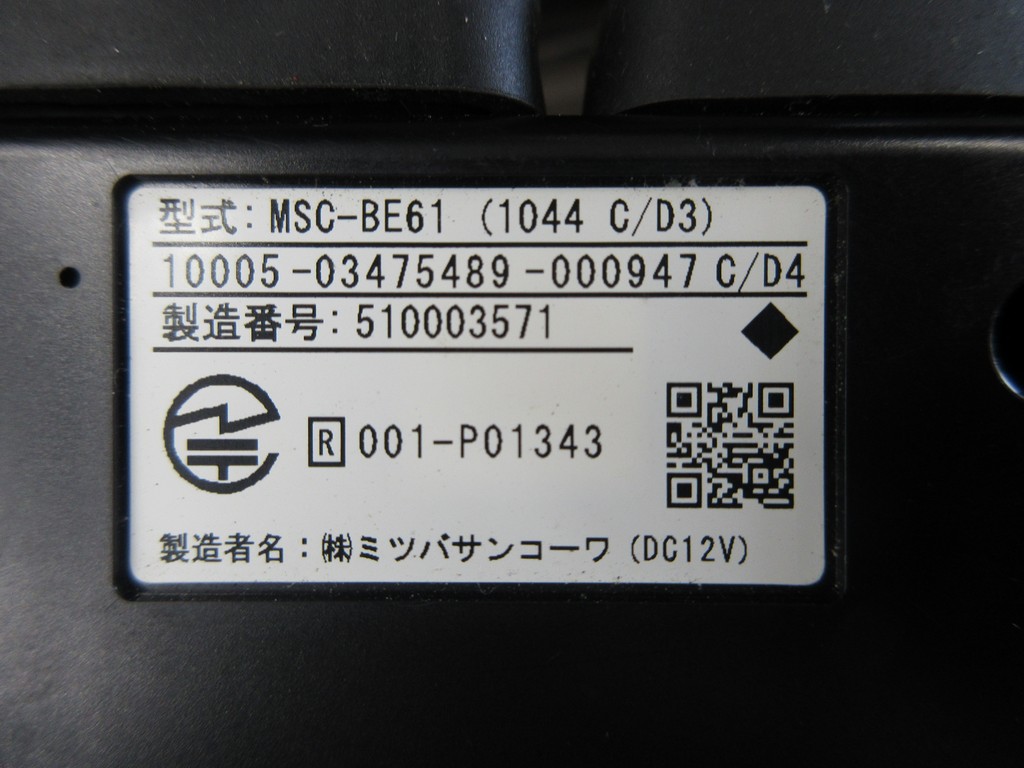 型式:MSC-BE61 (1044 C/D3)
10005-03475489-000947 C/D4
製造番号:510003571
R 001-P01343
製造者名:㈱ミツバサンコーワ(DC12V)